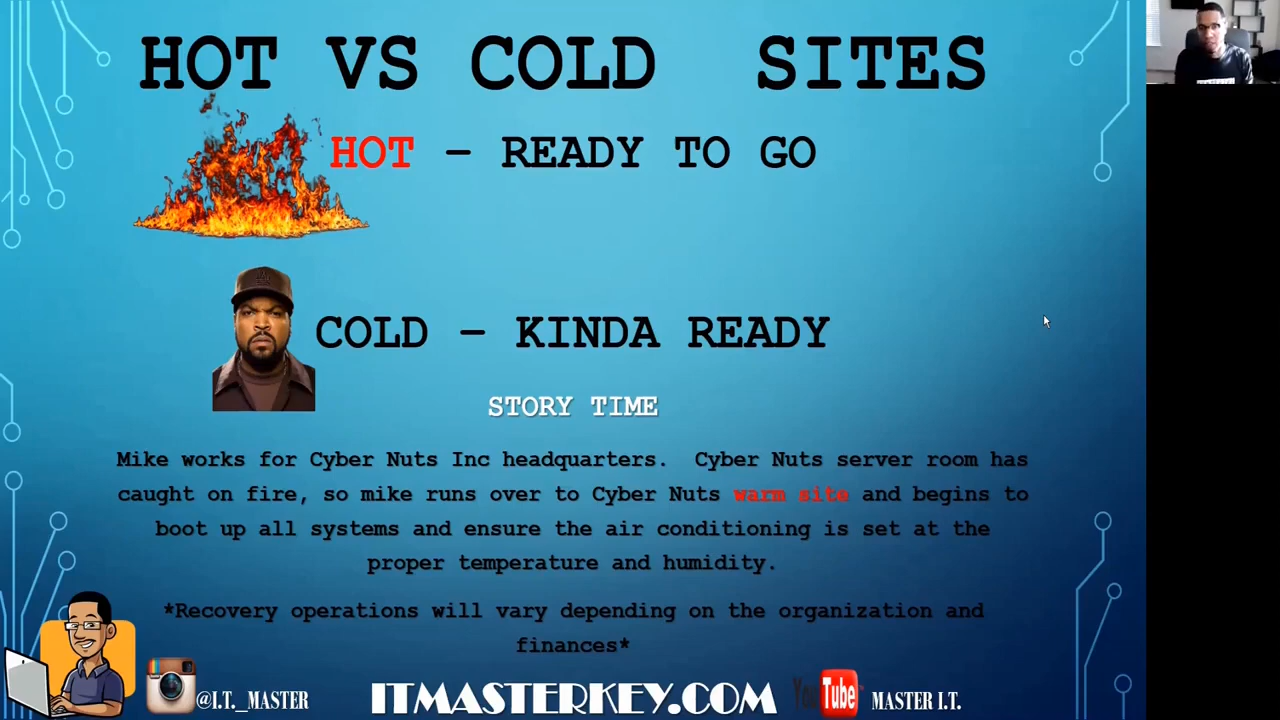 HOT VS COLD SITES
HOT – READY TO GO
COLD – KINDA READY
STORY TIME
Mike works for Cyber Nuts Inc headquarters. Cyber Nuts server room has
caught on fire, so mike runs over to Cyber Nuts warm site and begins to
boot up all systems and ensure the air conditioning is set at the
proper temperature and humidity.
*Recovery operations will vary depending on the organization and
finances*
@I.T._MASTER
ITMASTERKEY.COM
You Tube
MASTER I.T.